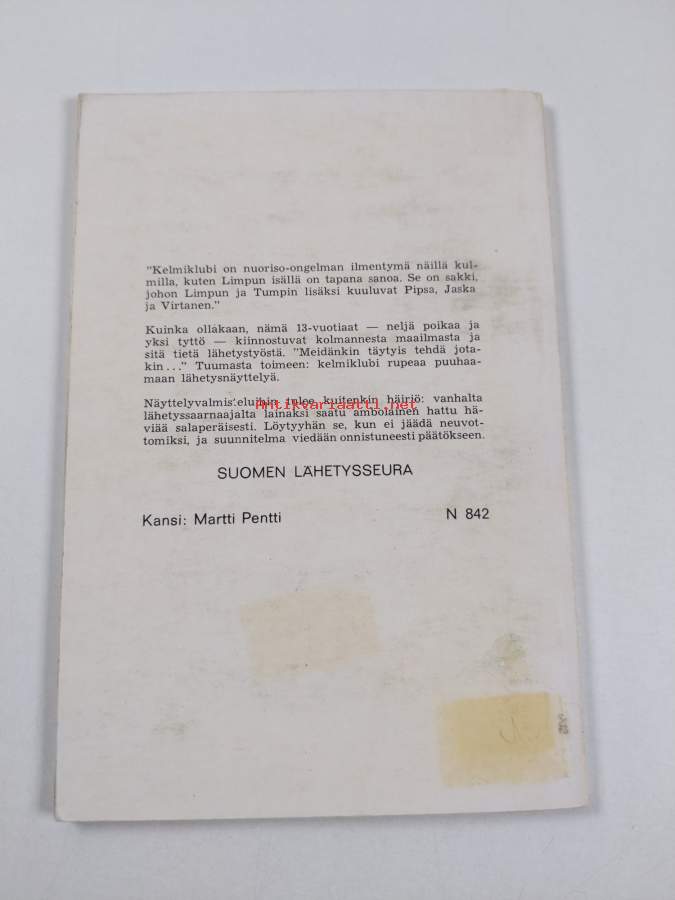 "Kelmiklubi on nuoriso-ongelman ilmentymä näillä kul-
milla, kuten Limpun isällä on tapana sanoa. Se on sakki,
johon Limpun ja Tumpin lisäksi kuuluvat Pipsa, Jaska
ja Virtanen."
Kuinka ollakaan, nämä 13-vuotiaat — neljä poikaa ja
yksi tyttö — kiinnostuvat kolmannesta maailmasta ja
sitä tietä lähetystyöstä. "Meidänkin täytyis tehdä jota-
kin..." Tuumasta toimeen: kelmiklubi rupeaa puuhaa-
maan lähetysnäyttelyä.
Näyttelyvalmisteluihin tulee kuitenkin häiriö: vanhalta
Antikvariaatti.net
lähetyssaarnaajalta lainaksi saatu ambolainen hattu hä-
viää salaperäisesti. Löytyyhän se, kun ei jäädä neuvot-
tomiksi, ja suunnitelma viedään onnistuneesti päätökseen.
SUOMEN LÄHETYSSEURA
Kansi: Martti Pentti N 842